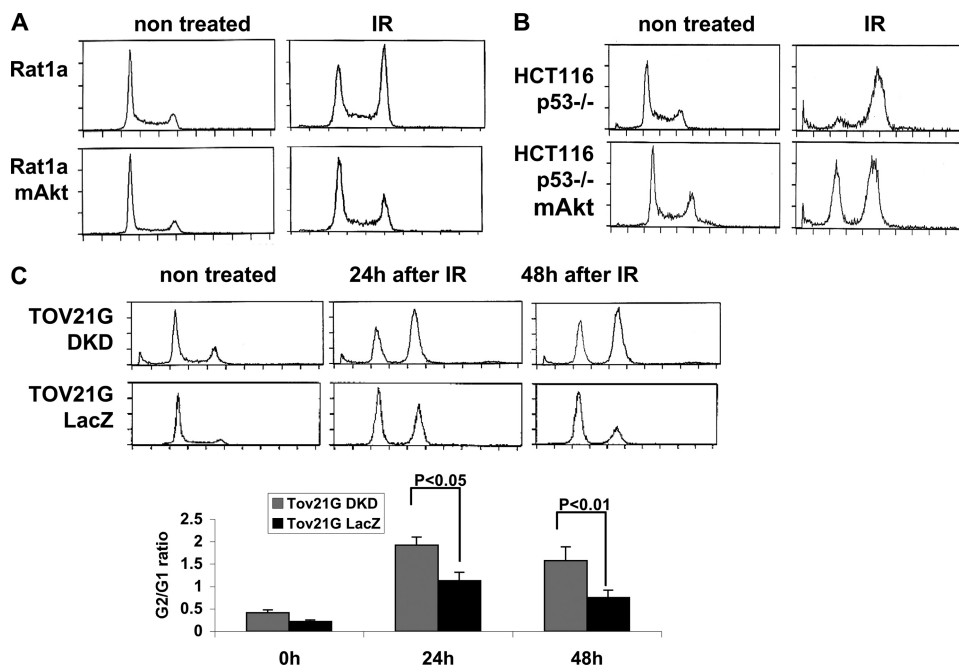 A
non treated
IR
Rat1a
Rat1a
mAkt
B
non treated
IR
HCT116
p53-/-
HCT116
p53-/-
mAkt
C
non treated
24h after IR
48h after IR
TOV21G
DKD
TOV21G
LacZ
P<0.05
P<0.01
Tov21G DKD
Tov21G LacZ
G2/G1 ratio
2.5
2
1.5
1
0.5
0
0h
24h
48h